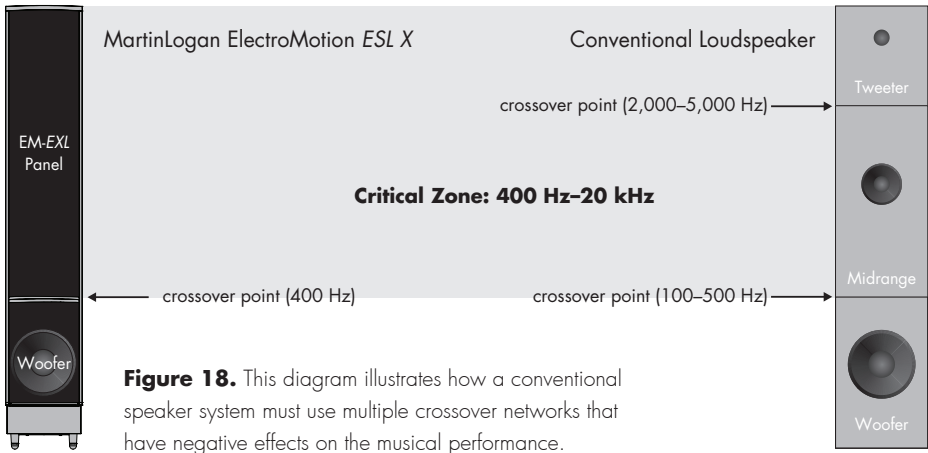 MartinLogan ElectroMotion ESL X
Conventional Loudspeaker
Tweeter
crossover point (2,000–5,000 Hz)
EM-EXL
Panel
Critical Zone: 400 Hz–20 kHz
Midrange
crossover point (400 Hz)
crossover point (100–500 Hz)
Woofer
Figure 18. This diagram illustrates how a conventional
speaker system must use multiple crossover networks that
have negative effects on the musical performance.
Woofer